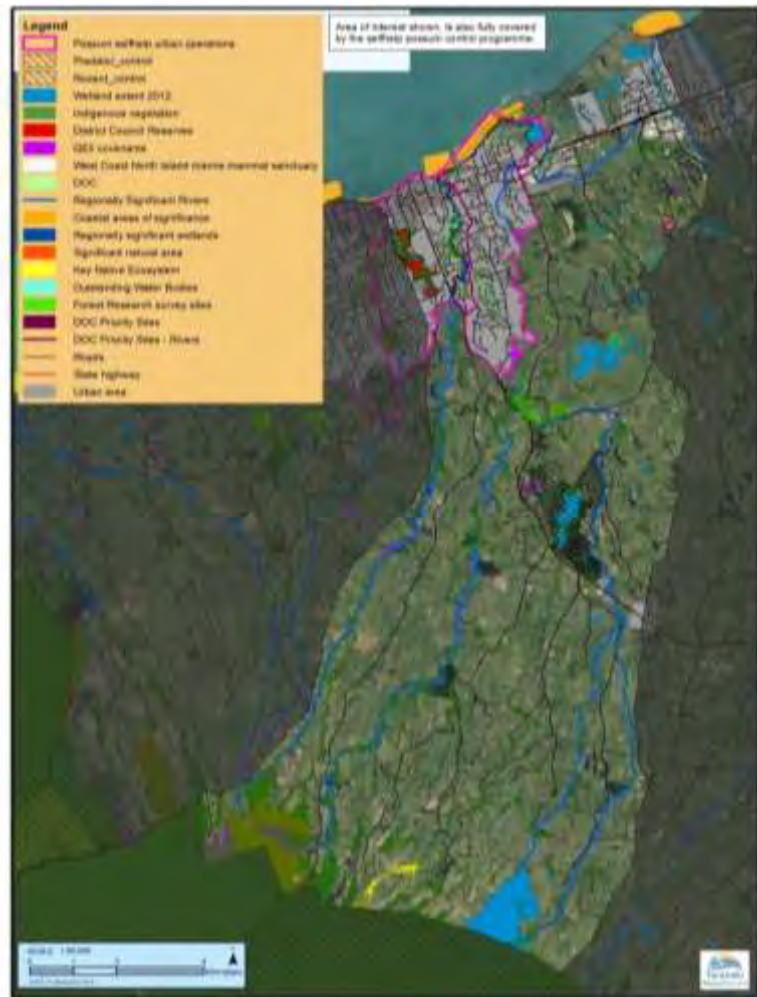 Legend
Area of interest shown, is also fully covered
by the selfhelp possum control programme.
Possum selfhelp urban operations
Predator_control
Wetland extent 2012
Indigenous vegetation
District Council Reserves
QEII covenants
West Coast North Island marine mammal sanctuary
DOC
Regionally Significant Rivers
Coastal areas of significance
Regionally significant wetlands
Significant natural area
Key Native Ecosystem
Outstanding Water Bodies
Forest Research survey sites
DOC Priority Sites
DOC Priority Sites - Rivers
Roads
State highway
Urban area